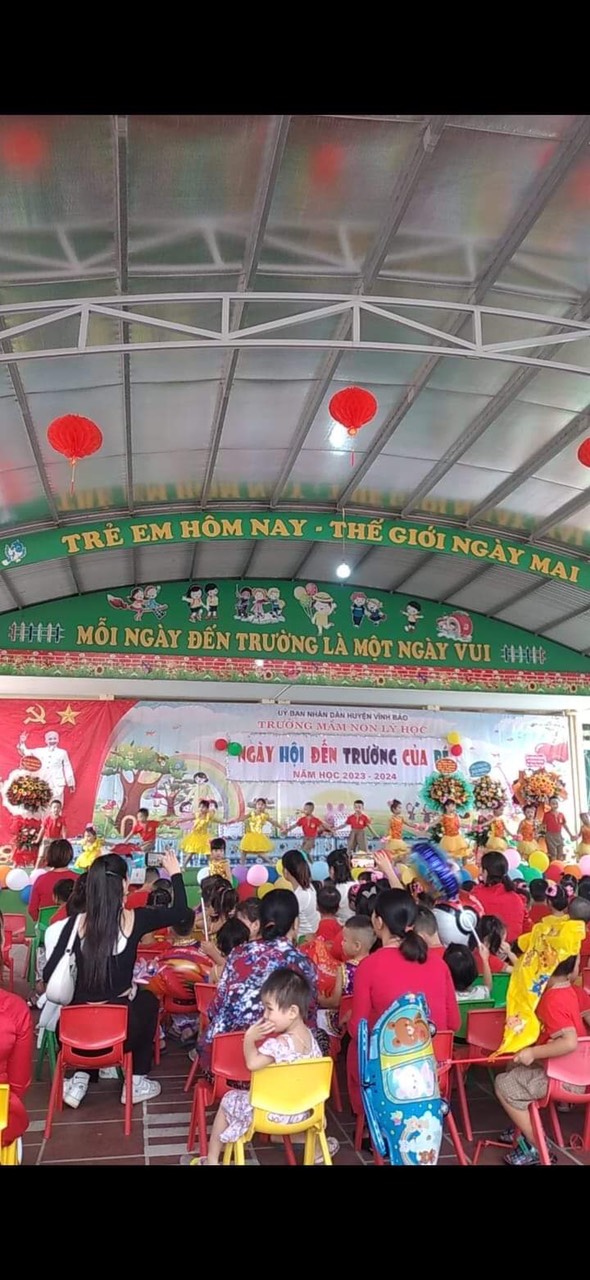 TRẺ EM HÔM NAY - THẾ GIỚI NGÀY MAI
MỖI NGÀY ĐẾN TRƯỜNG LÀ MỘT NGÀY VUI
ỦY BAN NHÂN DÂN HUYỆN VĨNH BẢO
TRƯỜNG MẦM NON LÝ HỌC
NGÀY HỘI ĐẾN TRƯỜNG CỦA BÉ
NĂM HỌC 2023 - 2024